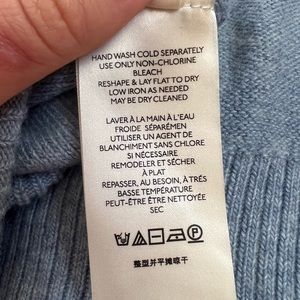 HAND WASH COLD SEPARATELY
USE ONLY NON-CHLORINE
BLEACH
RESHAPE & LAY FLAT TO DRY
LOW IRON AS NEEDED
MAY BE DRY CLEANED
LAVER À LA MAIN À L'EAU
FROIDE SÉPARÉMEN
UTILISER UN AGENT DE
BLANCHIMENT SANS CHLORE
SI NÉCESSAIRE
REMODELER ET SÉCHER
À PLAT
REPASSER, AU BESOIN, À TRÈS
BASSE TEMPÉRATURE
PEUT-ÊTRE ÊTRE NETTOYÉE
SEC
整型并平摊晾干